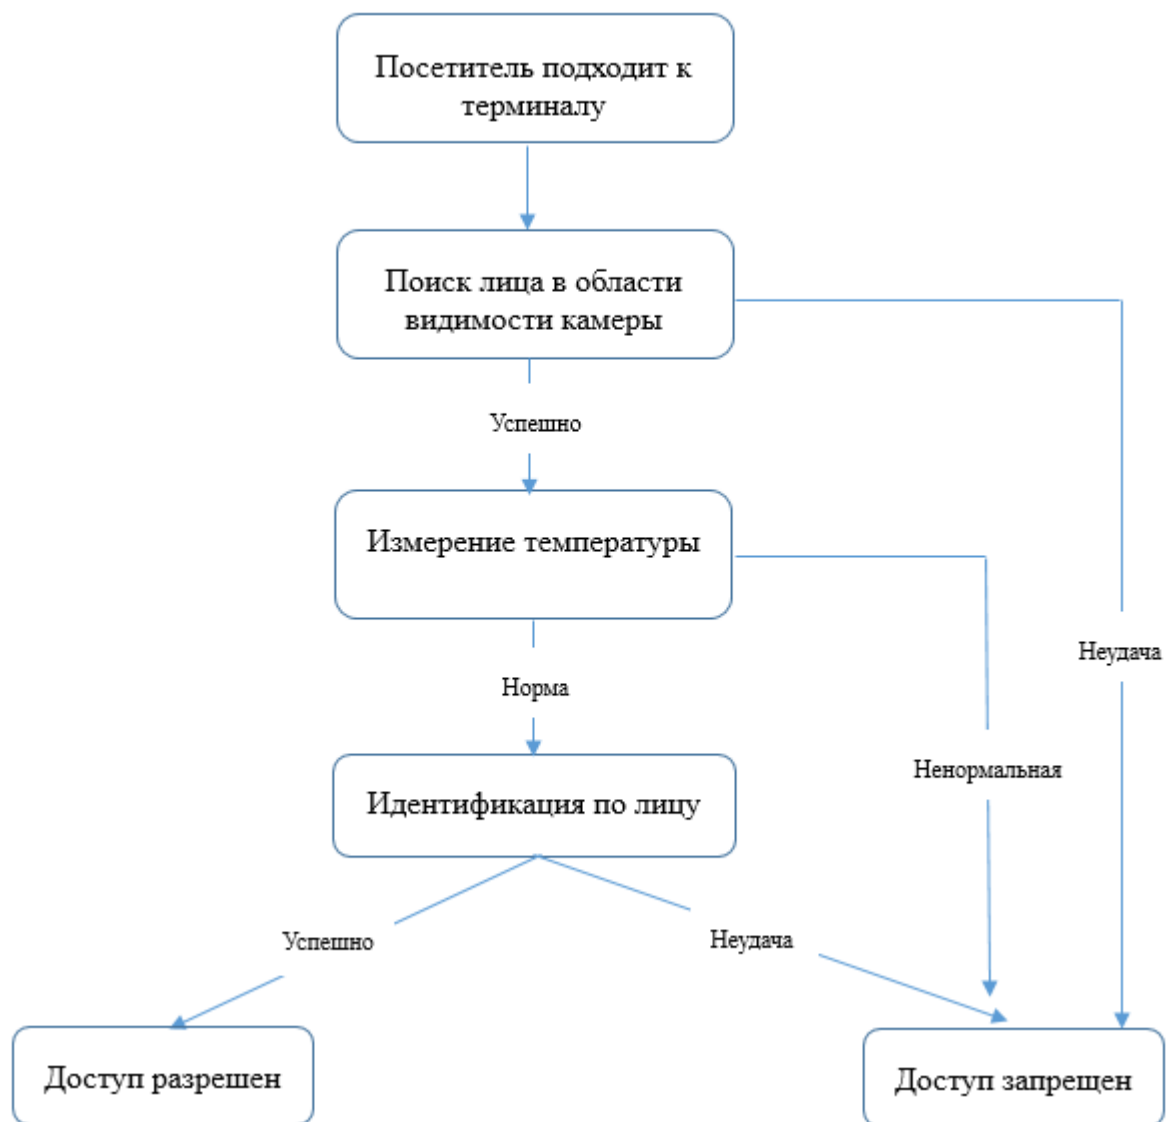 Посетитель подходит к
терминалу
Поиск лица в области
видимости камеры
Успешно
Измерение температуры
Неудача
Норма
Ненормальная
Идентификация по лицу
Успешно
Неудача
Доступ разрешен
Доступ запрещен